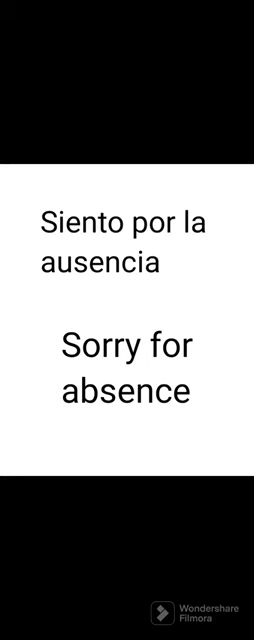 Siento por la
ausencia
Sorry for
absence
Wondershare
Filmora